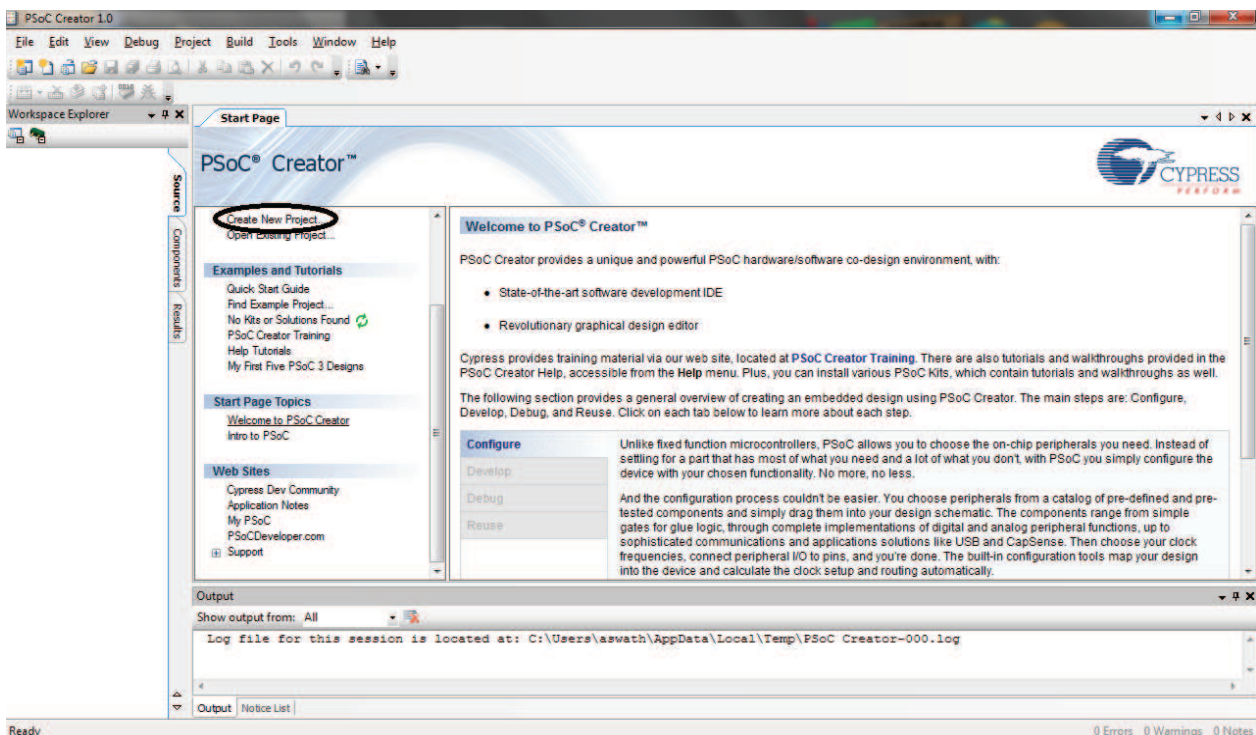 PSoC Creator 1.0
File Edit View Debug Project Build Tools Window Help
Workspace Explorer
Start Page
Source
Components
Results
PSoC® Creator™
CYPRESS
PERFORM
Create New Project...
Open Existing Project...
Examples and Tutorials
Quick Start Guide
Find Example Project...
No Kits or Solutions Found
PSoC Creator Training
Help Tutorials
My First Five PSoC 3 Designs
Start Page Topics
Welcome to PSoC Creator
Intro to PSoC
Web Sites
Cypress Dev Community
Application Notes
My PSoC
PSoCDeveloper.com
Support
Welcome to PSoC® Creator™
PSoC Creator provides a unique and powerful PSoC hardware/software co-design environment, with:
• State-of-the-art software development IDE
• Revolutionary graphical design editor
Cypress provides training material via our web site, located at PSoC Creator Training. There are also tutorials and walkthroughs provided in the
PSoC Creator Help, accessible from the Help menu. Plus, you can install various PSoC Kits, which contain tutorials and walkthroughs as well.
The following section provides a general overview of creating an embedded design using PSoC Creator. The main steps are: Configure,
Develop, Debug, and Reuse. Click on each tab below to learn more about each step.
Configure
Develop
Debug
Reuse
Unlike fixed function microcontrollers, PSoC allows you to choose the on-chip peripherals you need. Instead of
settling for a part that has most of what you need and a lot of what you don't, with PSoC you simply configure the
device with your chosen functionality. No more, no less.
And the configuration process couldn't be easier. You choose peripherals from a catalog of pre-defined and pre-
tested components and simply drag them into your design schematic. The components range from simple
gates for glue logic, through complete implementations of digital and analog peripheral functions, up to
sophisticated communications and applications solutions like USB and CapSense. Then choose your clock
frequencies, connect peripheral I/O to pins, and you're done. The built-in configuration tools map your design
into the device and calculate the clock setup and routing automatically.
Output
Show output from: All
Log file for this session is located at: C:\Users\aswath\AppData\Local\Temp\PSoC Creator-000.log
Output Notice List
Ready
0 Errors 0 Warnings 0 Notes